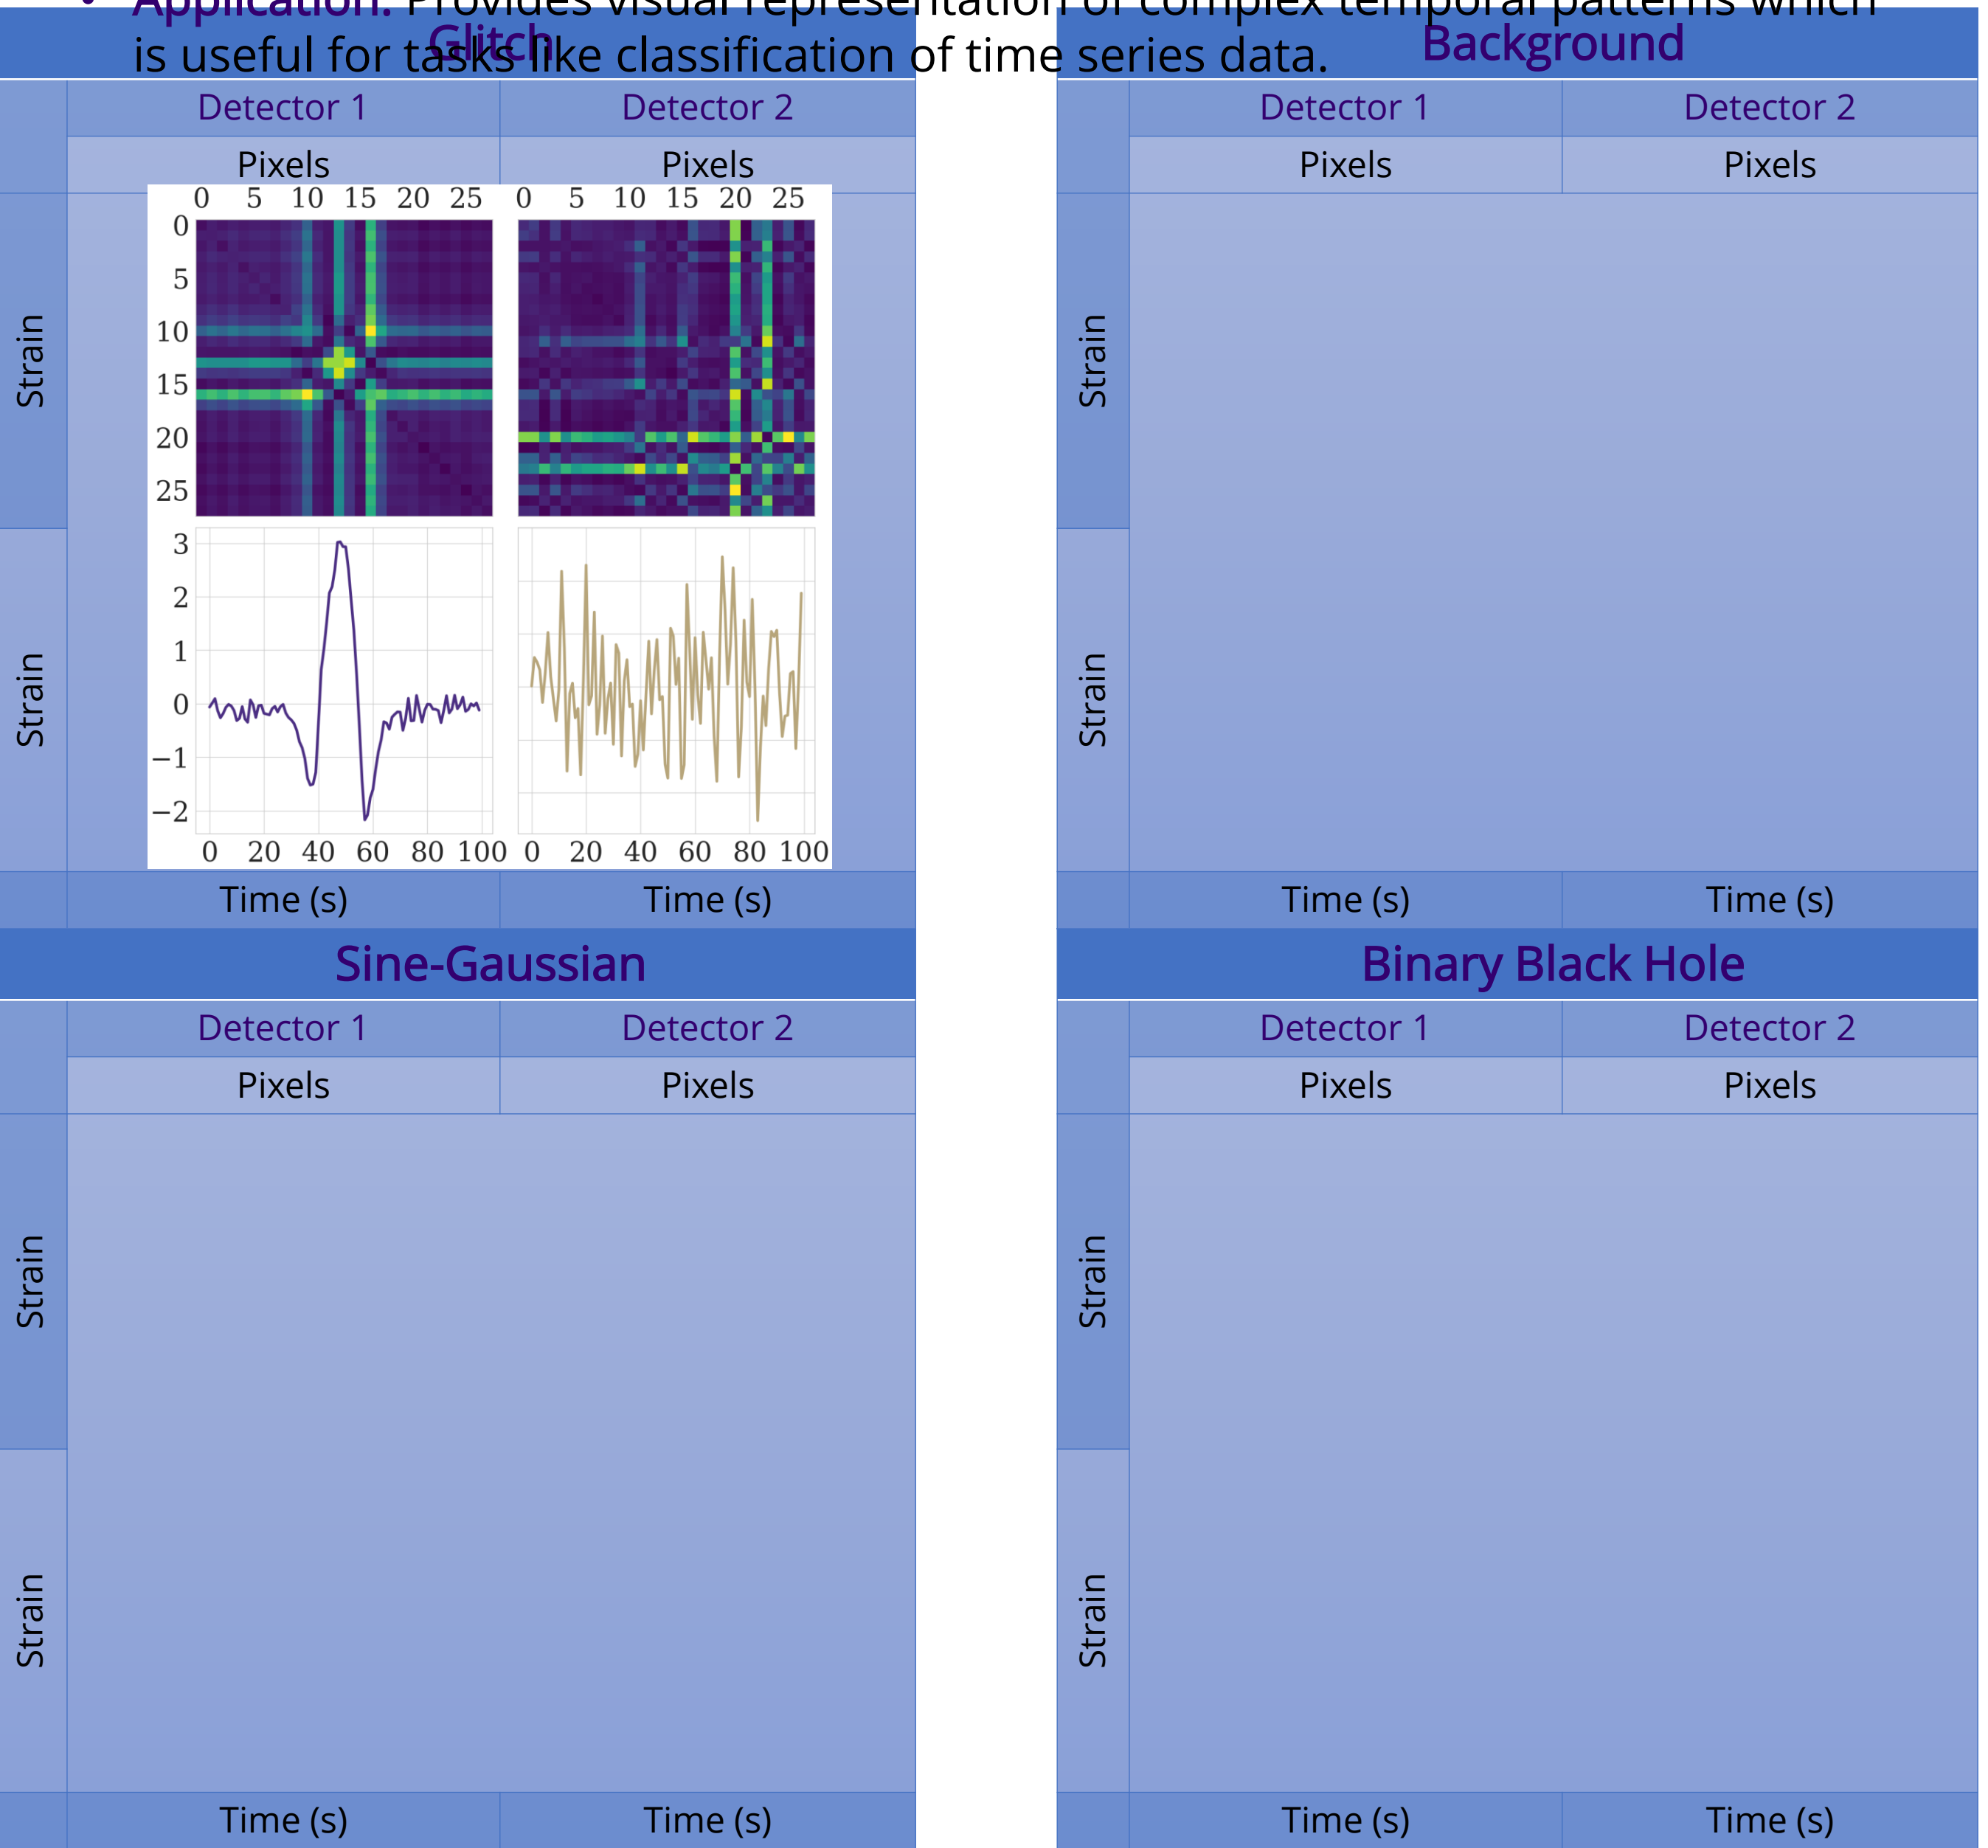 • Application: Provides visual representation of complex temporal patterns which
is useful for tasks like classification of time series data.
Glitch
Detector 1 Detector 2
Pixels Pixels
0 5 10 15 20 25 0 5 10 15 20 25
0
5
10
15
20
25
Strain
3
2
1
0
−1
−2
Strain
0 20 40 60 80 100 0 20 40 60 80 100
Time (s) Time (s)
Background
Detector 1 Detector 2
Pixels Pixels
Strain
Strain
Time (s) Time (s)
Sine-Gaussian
Detector 1 Detector 2
Pixels Pixels
Strain
Strain
Time (s) Time (s)
Binary Black Hole
Detector 1 Detector 2
Pixels Pixels
Strain
Strain
Time (s) Time (s)